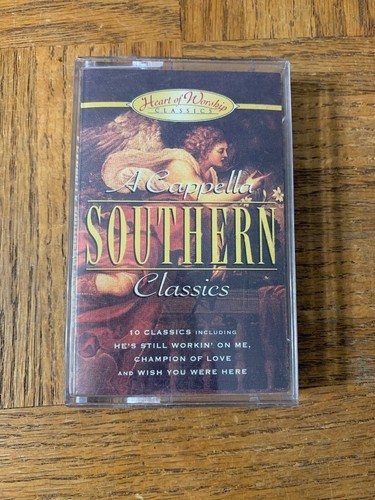 Heart of Worship
CLASSICS
A Cappella
SOUTHERN
Classics
10 CLASSICS INCLUDING
HE'S STILL WORKIN' ON ME,
CHAMPION OF LOVE
AND WISH YOU WERE HERE